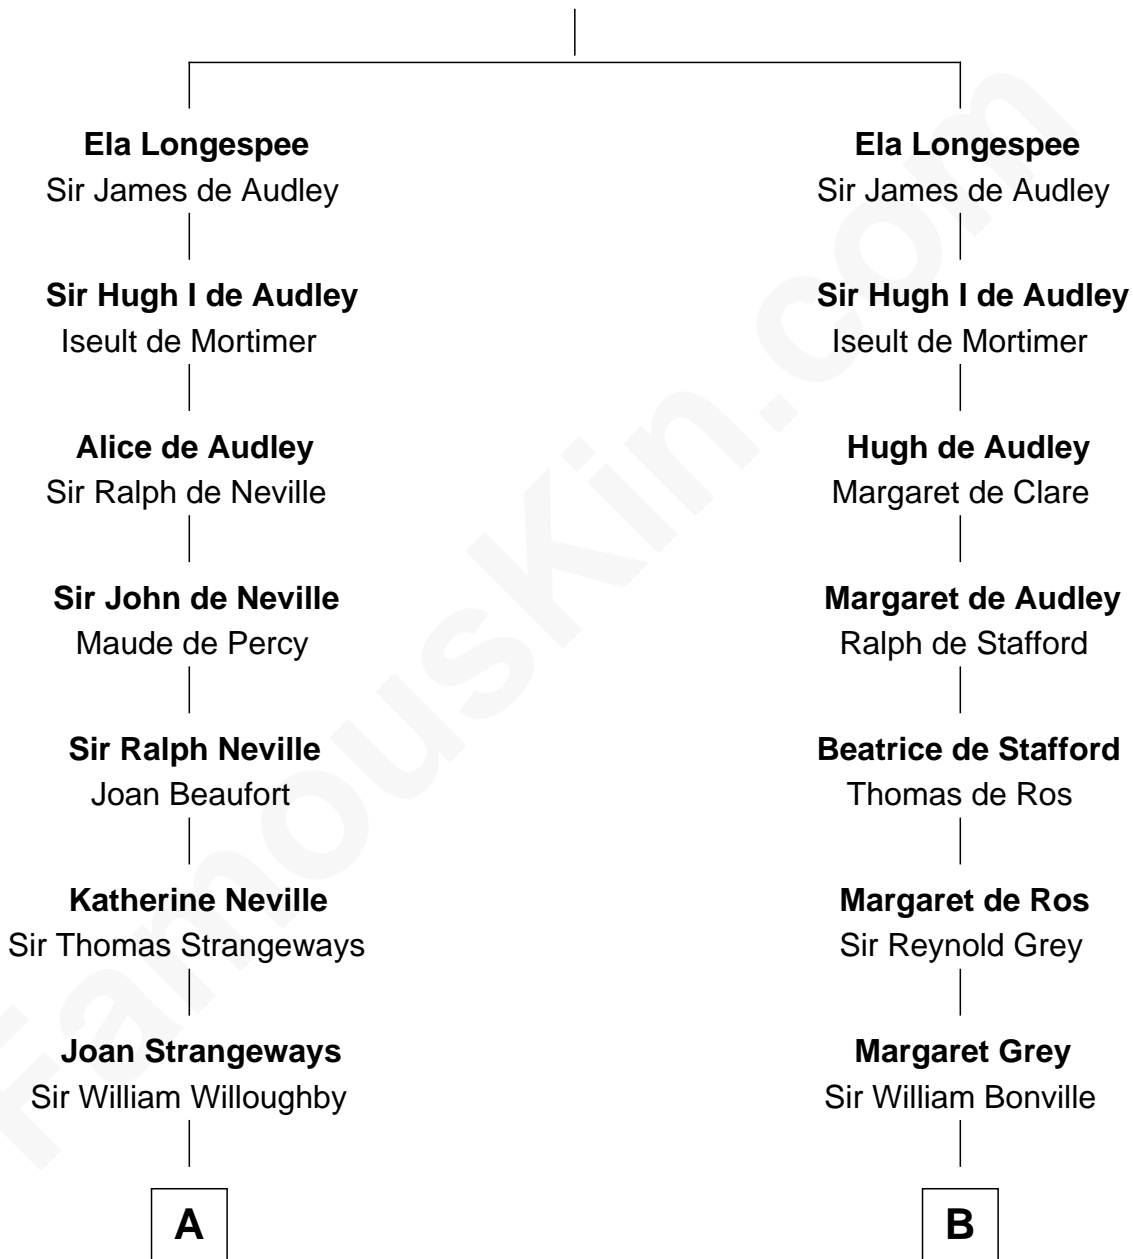 Ela Longespee
Sir James de Audley
Sir Hugh I de Audley
Iseult de Mortimer
Alice de Audley
Sir Ralph de Neville
Sir John de Neville
Maude de Percy
Sir Ralph Neville
Joan Beaufort
Katherine Neville
Sir Thomas Strangeways
Joan Strangeways
Sir William Willoughby
A
Ela Longespee
Sir James de Audley
Sir Hugh I de Audley
Iseult de Mortimer
Hugh de Audley
Margaret de Clare
Margaret de Audley
Ralph de Stafford
Beatrice de Stafford
Thomas de Ros
Margaret de Ros
Sir Reynold Grey
Margaret Grey
Sir William Bonville
B
FamousKin.com